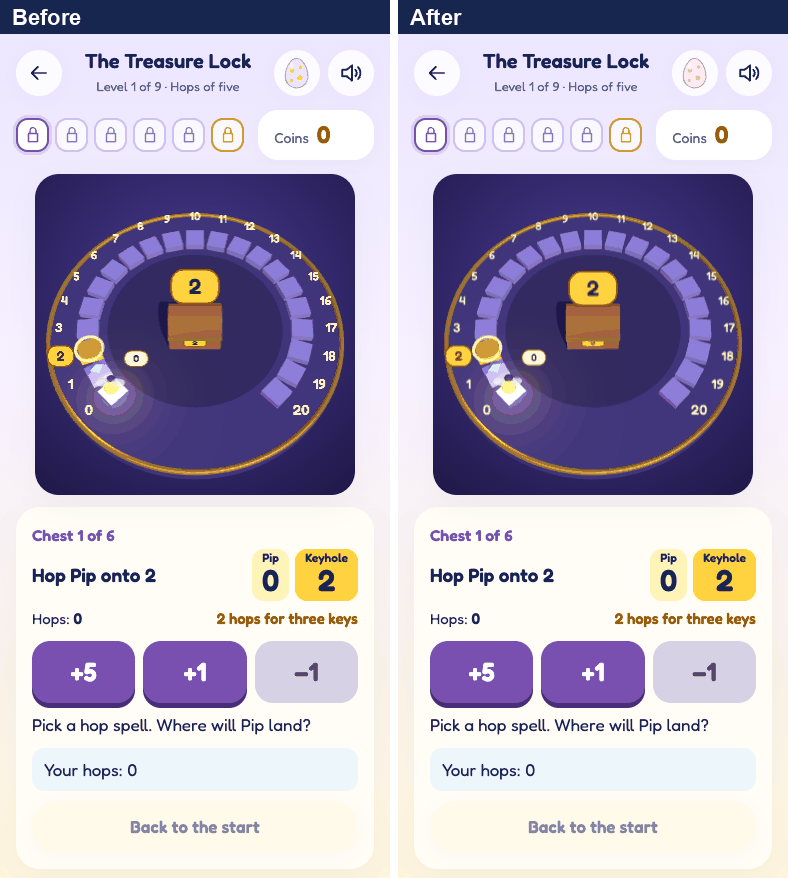 Before
The Treasure Lock
Level 1 of 9 · Hops of five
Coins 0
7 8 9 10 11 12 13
6 14
5 15
4 16
3 17
2 18
1 19
0 20
2
0
Chest 1 of 6
Hop Pip onto 2
Pip 0
Keyhole 2
Hops: 0
2 hops for three keys
+5 +1 −1
Pick a hop spell. Where will Pip land?
Your hops: 0
Back to the start
After
The Treasure Lock
Level 1 of 9 · Hops of five
Coins 0
7 8 9 10 11 12 13
6 14
5 15
4 16
3 17
2 18
1 19
0 20
2
0
Chest 1 of 6
Hop Pip onto 2
Pip 0
Keyhole 2
Hops: 0
2 hops for three keys
+5 +1 −1
Pick a hop spell. Where will Pip land?
Your hops: 0
Back to the start